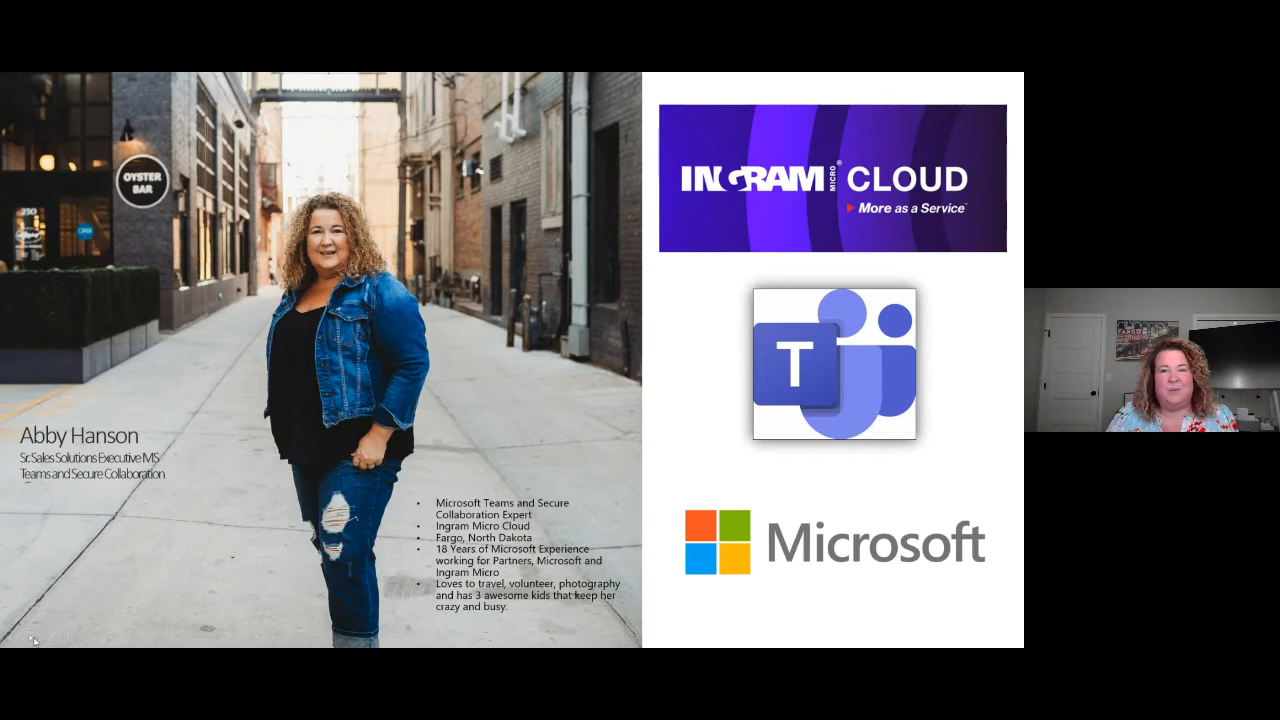 OYSTER
BAR
250
OPEN
Abby Hanson
Sr. Sales Solutions Executive MS
Teams and Secure Collaboration
• Microsoft Teams and Secure
Collaboration Expert
• Ingram Micro Cloud
• Fargo, North Dakota
• 18 Years of Microsoft Experience
working for Partners, Microsoft and
Ingram Micro
• Loves to travel, volunteer, photography
and has 3 awesome kids that keep her
crazy and busy.
INGRAM MICRO® CLOUD
More as a Service
T
Microsoft
FARGO